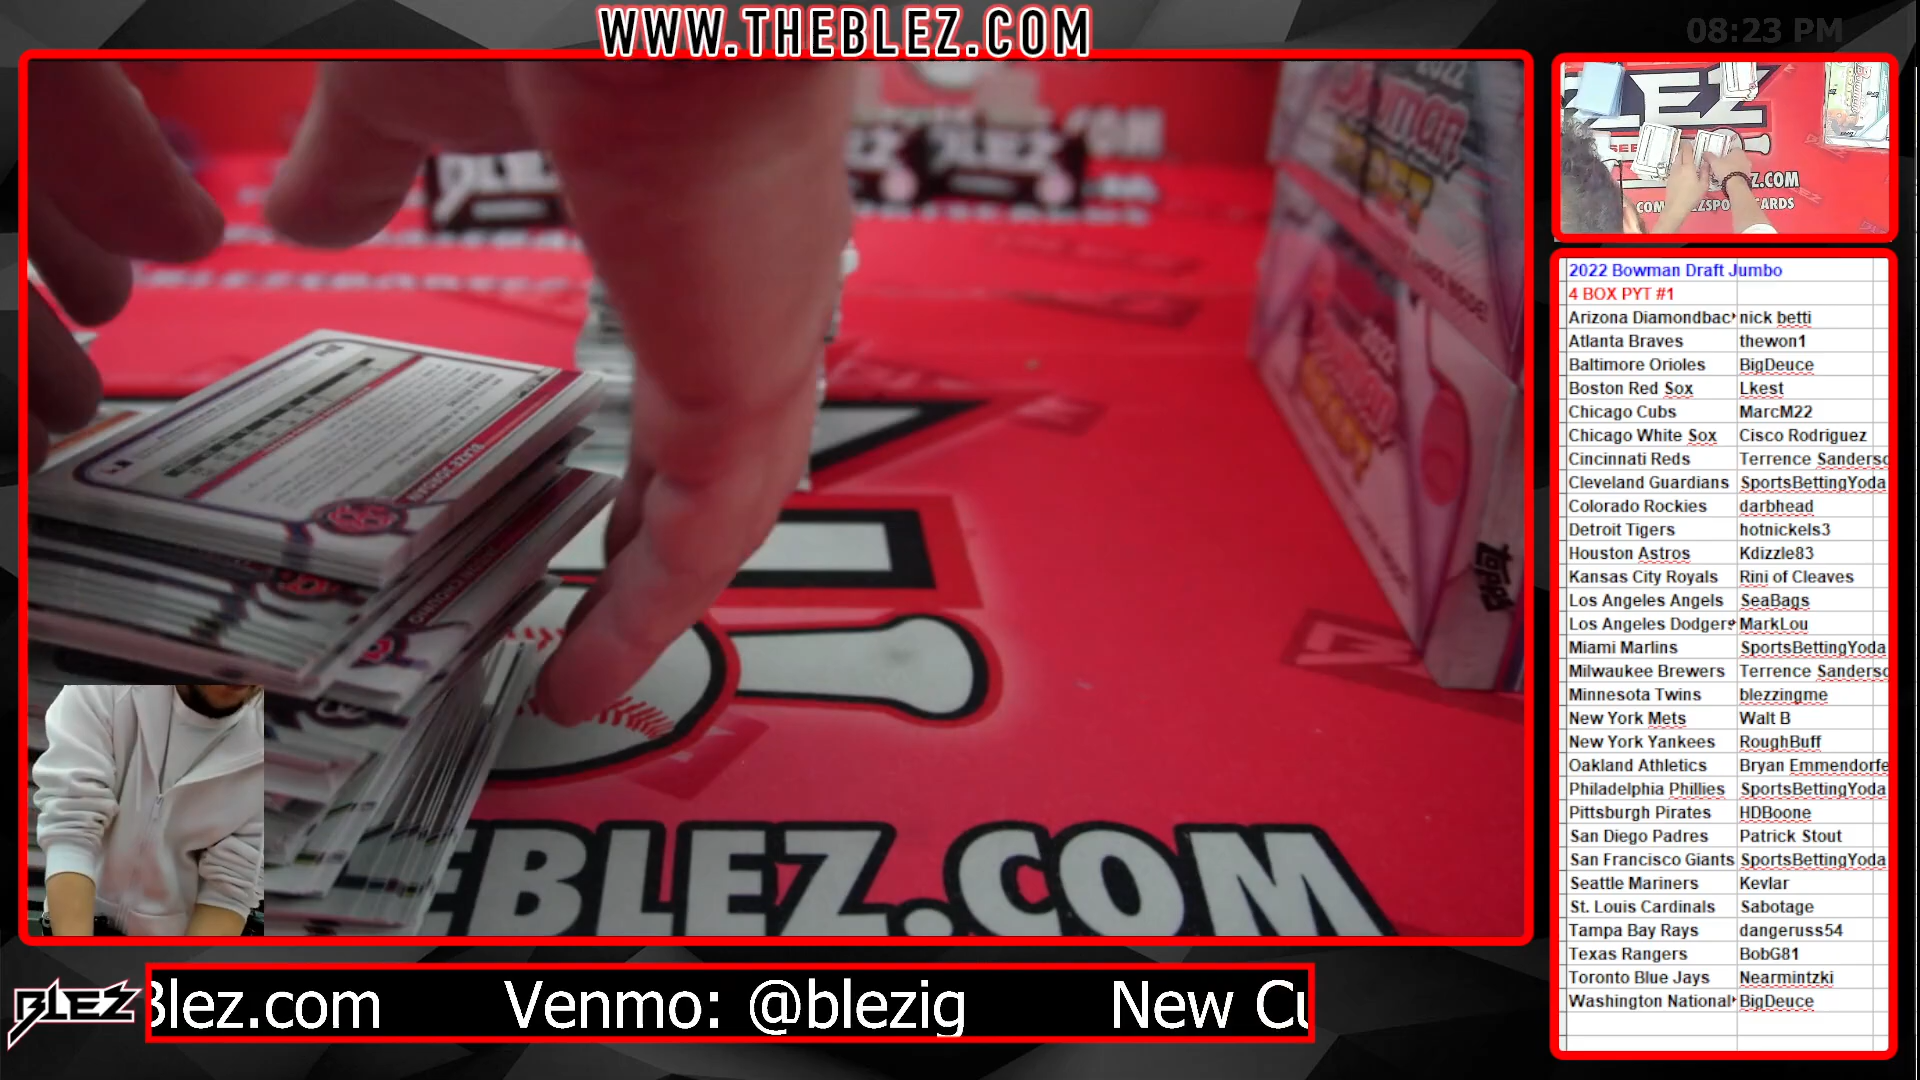 WWW.THEBLEZ.COM
08:23 PM
EZ
Z.COM
2022 Bowman Draft Jumbo
4 BOX PYT #1
Arizona Diamondbac nick betti
Atlanta Braves thewon1
Baltimore Orioles BigDeuce
Boston Red Sox Lkest
Chicago Cubs MarcM22
Chicago White Sox Cisco Rodriguez
Cincinnati Reds Terrence Sanderso
Cleveland Guardians SportsBettingYoda
Colorado Rockies darbhead
Detroit Tigers hotnickels3
Houston Astros Kdizzle83
Kansas City Royals Rini of Cleaves
Los Angeles Angels SeaBags
Los Angeles Dodgers MarkLou
Miami Marlins SportsBettingYoda
Milwaukee Brewers Terrence Sanderso
Minnesota Twins blezzingme
New York Mets Walt B
New York Yankees RoughBuff
Oakland Athletics Bryan Emmendorfe
Philadelphia Phillies SportsBettingYoda
Pittsburgh Pirates HDBoone
San Diego Padres Patrick Stout
San Francisco Giants SportsBettingYoda
Seattle Mariners Kevlar
St. Louis Cardinals Sabotage
Tampa Bay Rays dangeruss54
Texas Rangers BobG81
Toronto Blue Jays Nearmintzki
Washington National BigDeuce
BLEZ
topps
EBLEZ.COM
BLEZ
Blez.com Venmo: @blezig New Cu